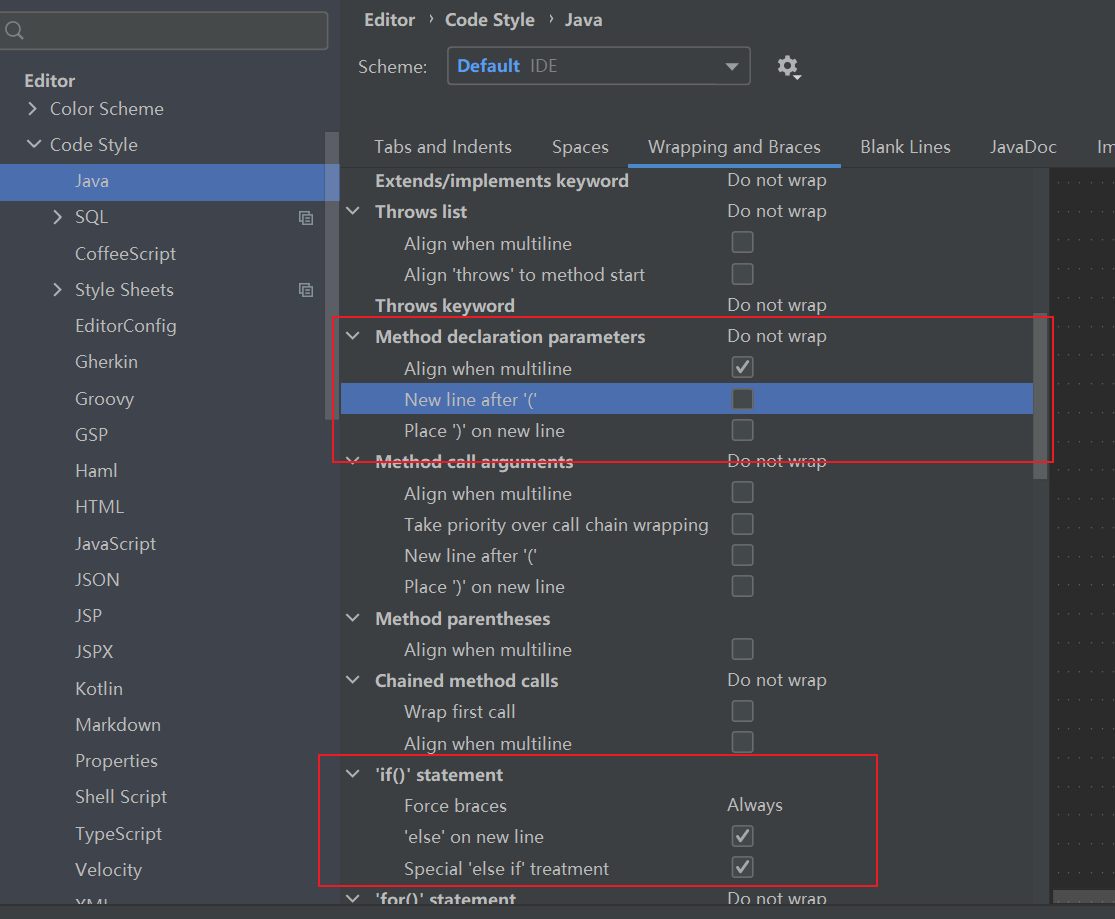 Editor › Code Style › Java
Scheme: Default IDE
Editor
Color Scheme
Code Style
Java
SQL
CoffeeScript
Style Sheets
EditorConfig
Gherkin
Groovy
GSP
Haml
HTML
JavaScript
JSON
JSP
JSPX
Kotlin
Markdown
Properties
Shell Script
TypeScript
Velocity
XML
Tabs and Indents Spaces Wrapping and Braces Blank Lines JavaDoc Im
Extends/implements keyword Do not wrap
Throws list Do not wrap
Align when multiline
Align 'throws' to method start
Throws keyword Do not wrap
Method declaration parameters Do not wrap
Align when multiline
New line after '('
Place ')' on new line
Method call arguments Do not wrap
Align when multiline
Take priority over call chain wrapping
New line after '('
Place ')' on new line
Method parentheses
Align when multiline
Chained method calls Do not wrap
Wrap first call
Align when multiline
'if()' statement
Force braces Always
'else' on new line
Special 'else if' treatment
'for()' statement Do not wrap